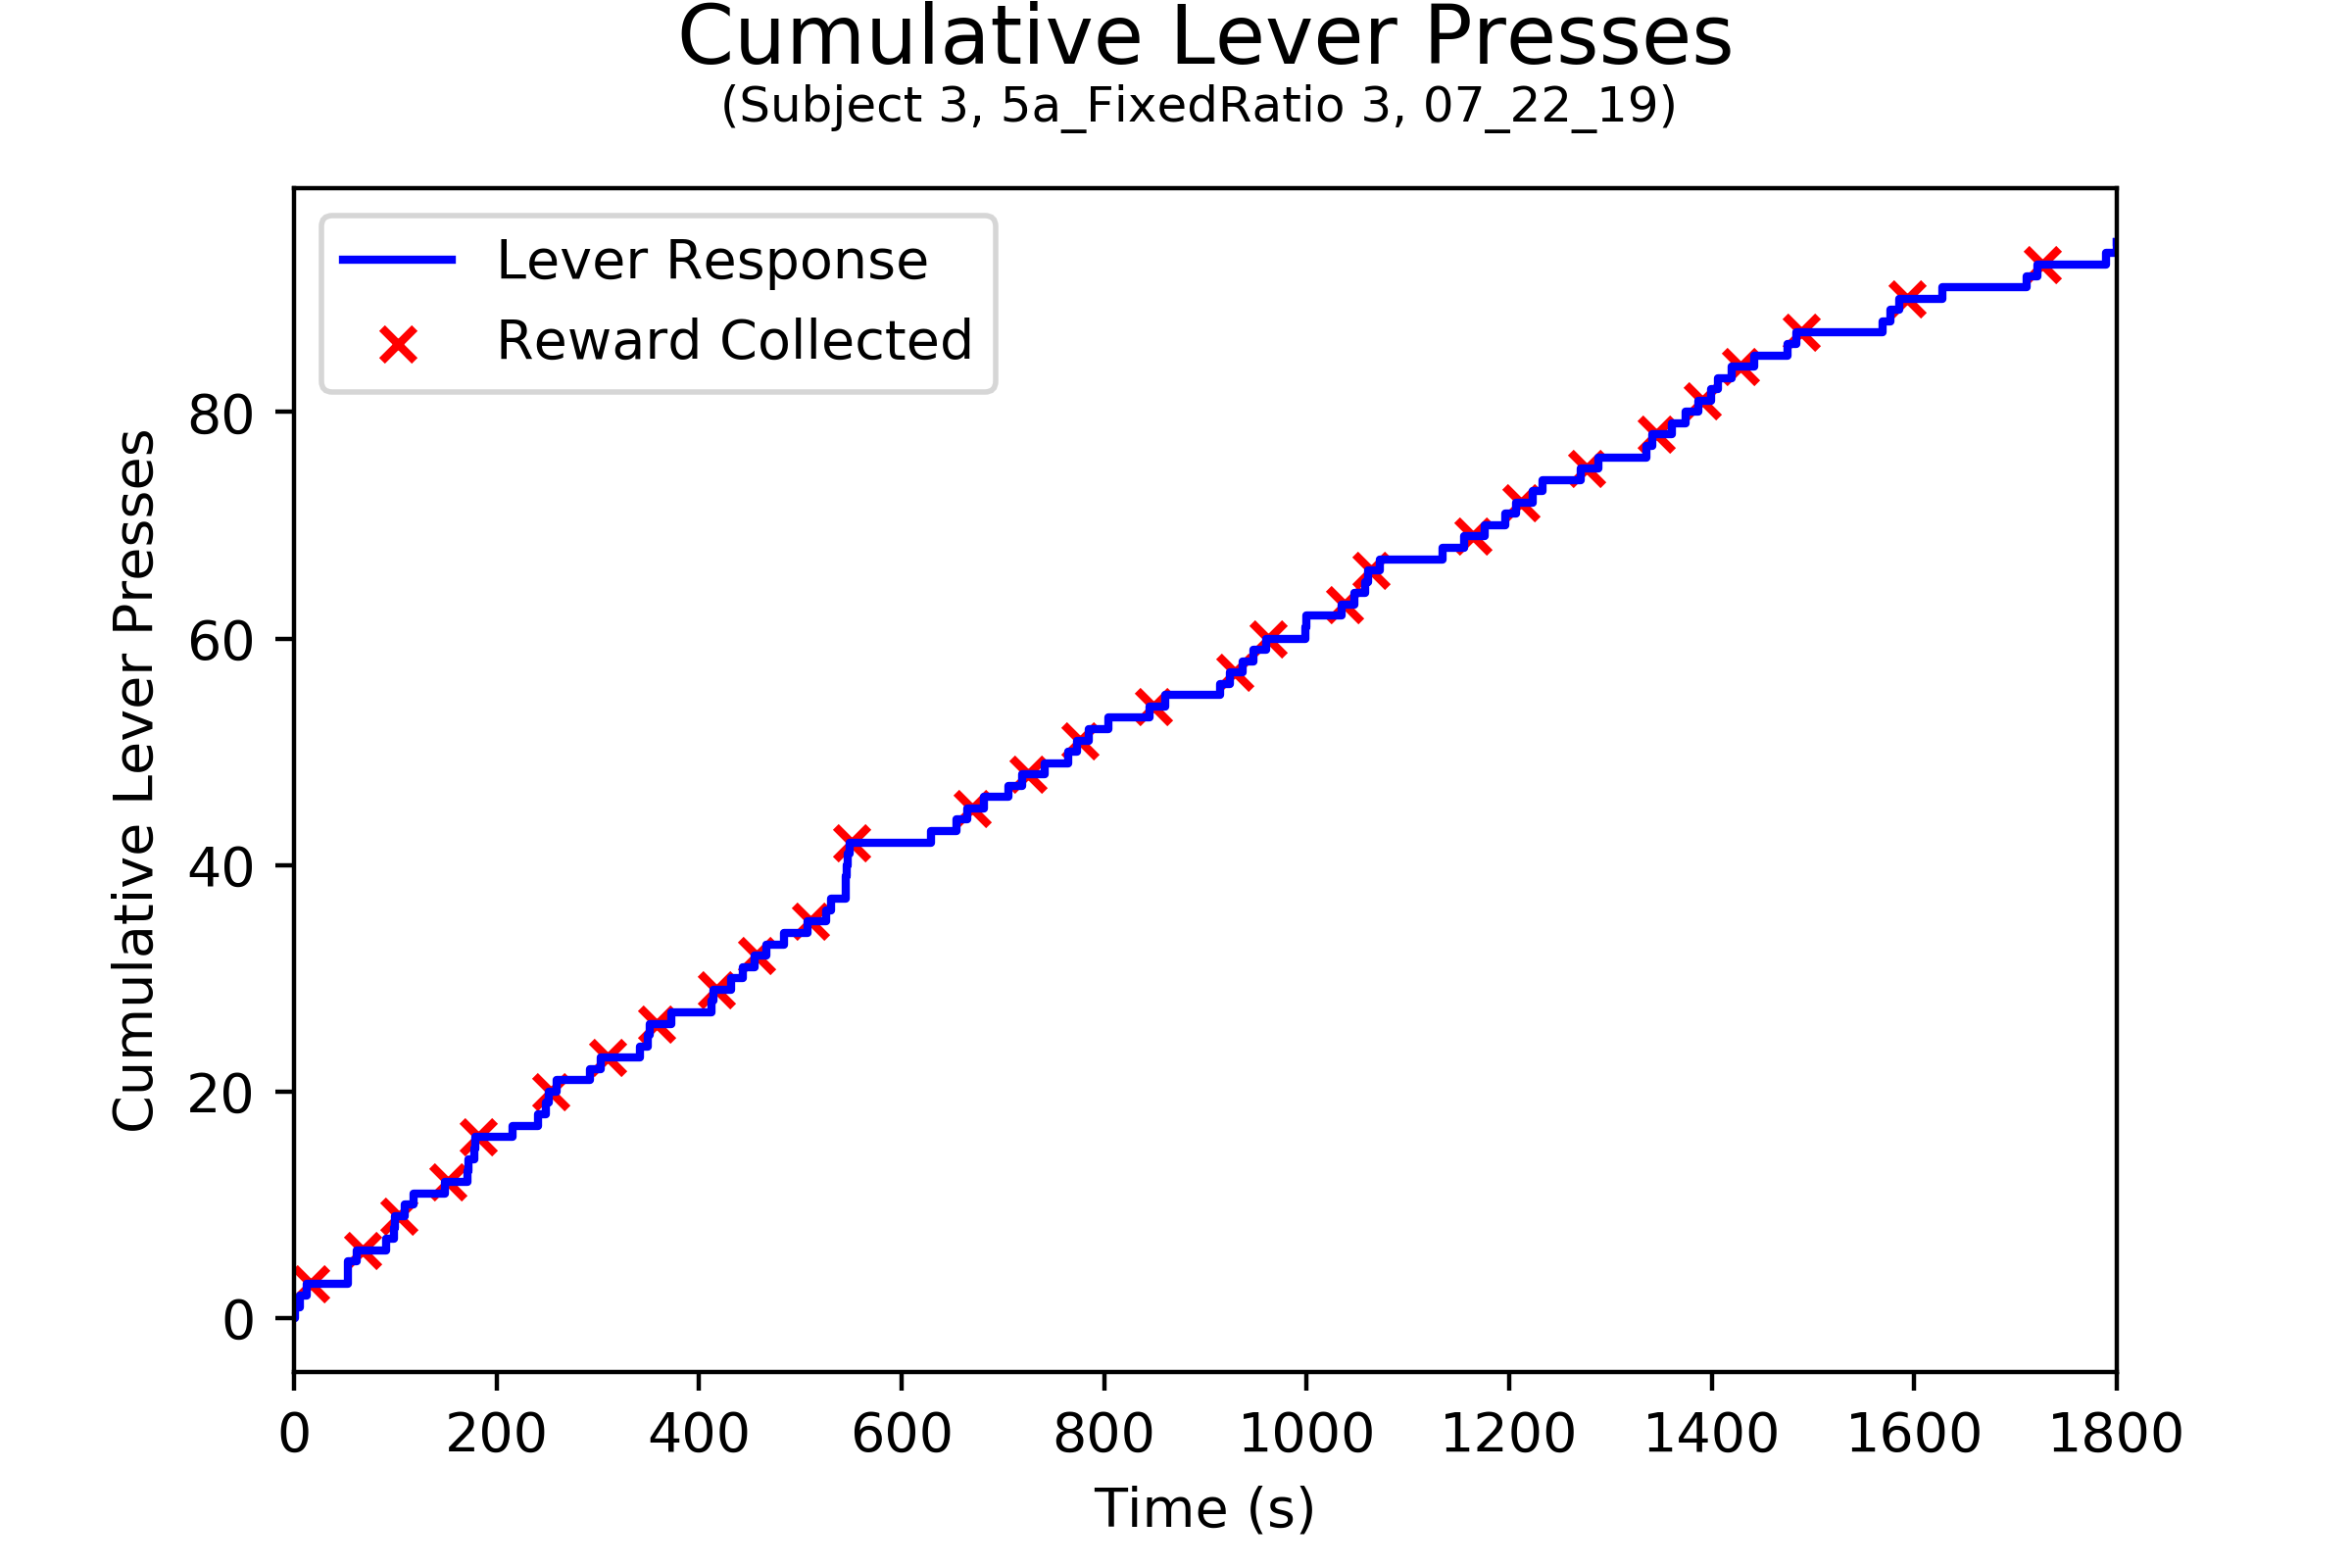 Cumulative Lever Presses
(Subject 3, 5a_FixedRatio 3, 07_22_19)
Lever Response
Reward Collected
Cumulative Lever Presses
80
60
40
20
0
0 200 400 600 800 1000 1200 1400 1600 1800
Time (s)